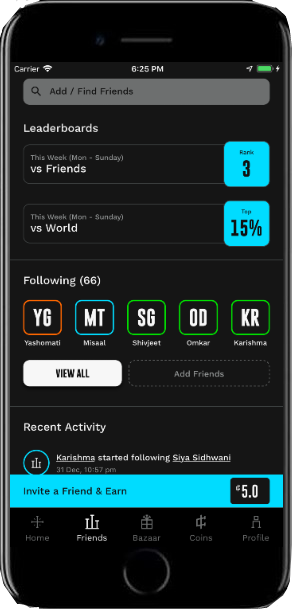 Carrier 6:25 PM
Add / Find Friends
Leaderboards
This Week (Mon - Sunday)
vs Friends
Rank
3
This Week (Mon - Sunday)
vs World
Top
15%
Following (66)
YG MT SG OD KR
Yashomati Misaal Shivjeet Omkar Karishma
VIEW ALL Add Friends
Recent Activity
Karishma started following Siya Sidhwani
31 Dec, 10:57 pm
Invite a Friend & Earn 5.0
Home Friends Bazaar Coins Profile